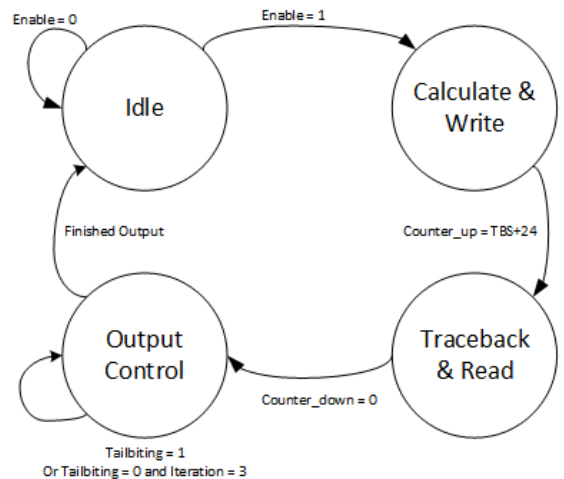 Enable = 0
Enable = 1
Idle
Calculate &
Write
Finished Output
Counter_up = TBS+24
Output
Control
Traceback
& Read
Counter_down = 0
Tailbiting = 1
Or Tailbiting = 0 and Iteration = 3